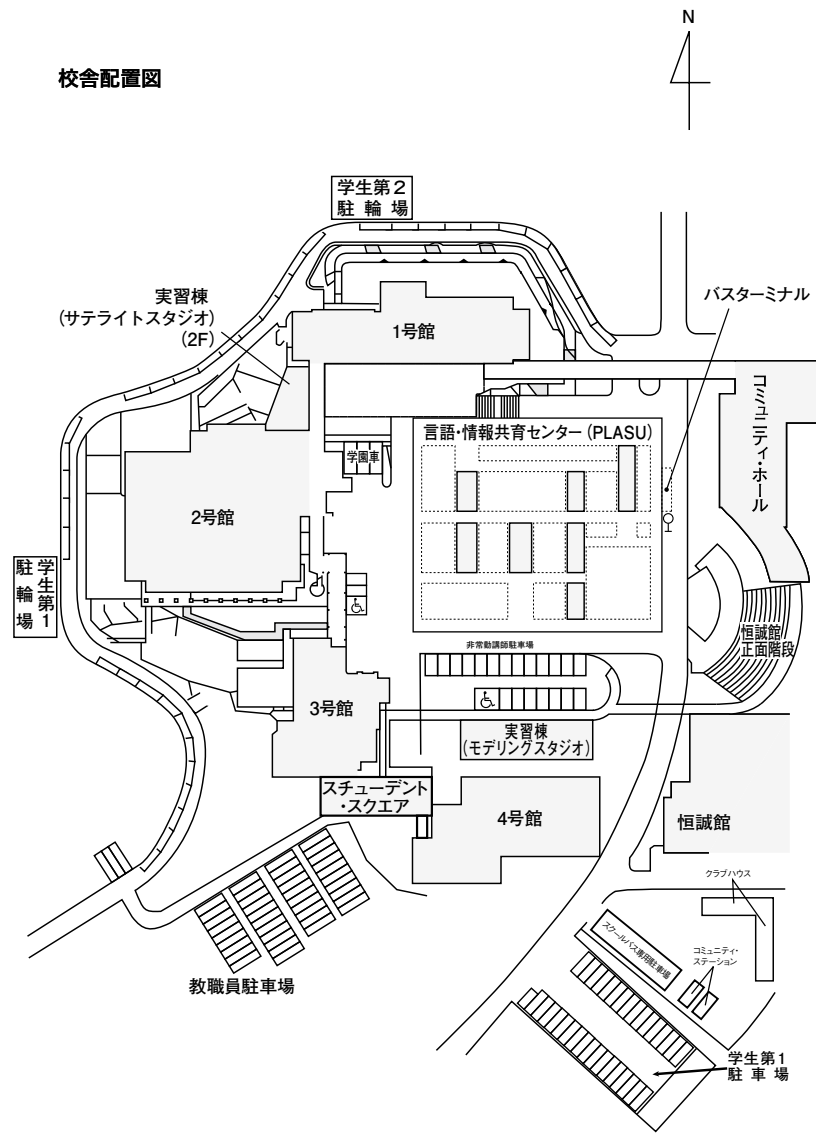 N
校舎配置図
学生第2
駐輪場
実習棟
(サテライトスタジオ)
(2F)
バスターミナル
1号館
コミュニティ・ホール
言語・情報共育センター(PLASU)
学園車
2号館
学生第1
駐輪場
恒誠館
正面階段
非常勤講師駐車場
3号館
実習棟
(モデリングスタジオ)
スチューデント
・スクエア
4号館
恒誠館
クラブハウス
スクールバス専用駐車場
コミュニティ・
ステーション
教職員駐車場
学生第1
駐車場